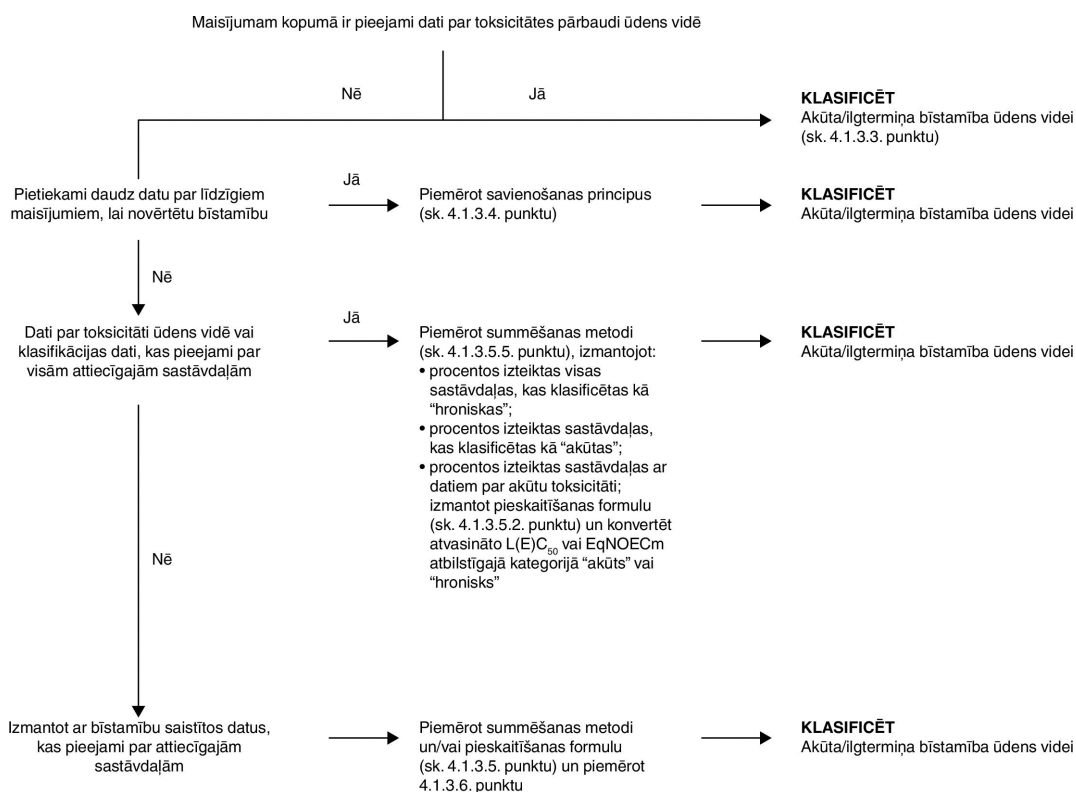 Maisījumam kopumā ir pieejami dati par toksicitātes pārbaudi ūdens vidē
Nē
Jā
KLASIFICĒT
Akūta/ilgtermiņa bīstamība ūdens videi
(sk. 4.1.3.3. punktu)
Pietiekami daudz datu par līdzīgiem
maisījumiem, lai novērtētu bīstamību
Jā
Piemērot savienošanas principus
(sk. 4.1.3.4. punktu)
KLASIFICĒT
Akūta/ilgtermiņa bīstamība ūdens videi
Nē
Dati par toksicitāti ūdens vidē vai
klasifikācijas dati, kas pieejami par
visām attiecīgajām sastāvdaļām
Jā
Piemērot summēšanas metodi
(sk. 4.1.3.5.5. punktu), izmantojot:
• procentos izteiktas visas
sastāvdaļas, kas klasificētas kā
“hroniskas”;
• procentos izteiktas sastāvdaļas,
kas klasificētas kā “akūtas”;
• procentos izteiktas sastāvdaļas ar
datiem par akūtu toksicitāti;
izmantot pieskaitīšanas formulu
(sk. 4.1.3.5.2. punktu) un konvertēt
atvasināto L(E)C₅₀ vai EqNOECm
atbilstīgajā kategorijā “akūts” vai
“hronisks”
KLASIFICĒT
Akūta/ilgtermiņa bīstamība ūdens videi
Nē
Izmantot ar bīstamību saistītos datus,
kas pieejami par attiecīgajām
sastāvdaļām
Piemērot summēšanas metodi
un/vai pieskaitīšanas formulu
(sk. 4.1.3.5. punktu) un piemērot
4.1.3.6. punktu
KLASIFICĒT
Akūta/ilgtermiņa bīstamība ūdens videi